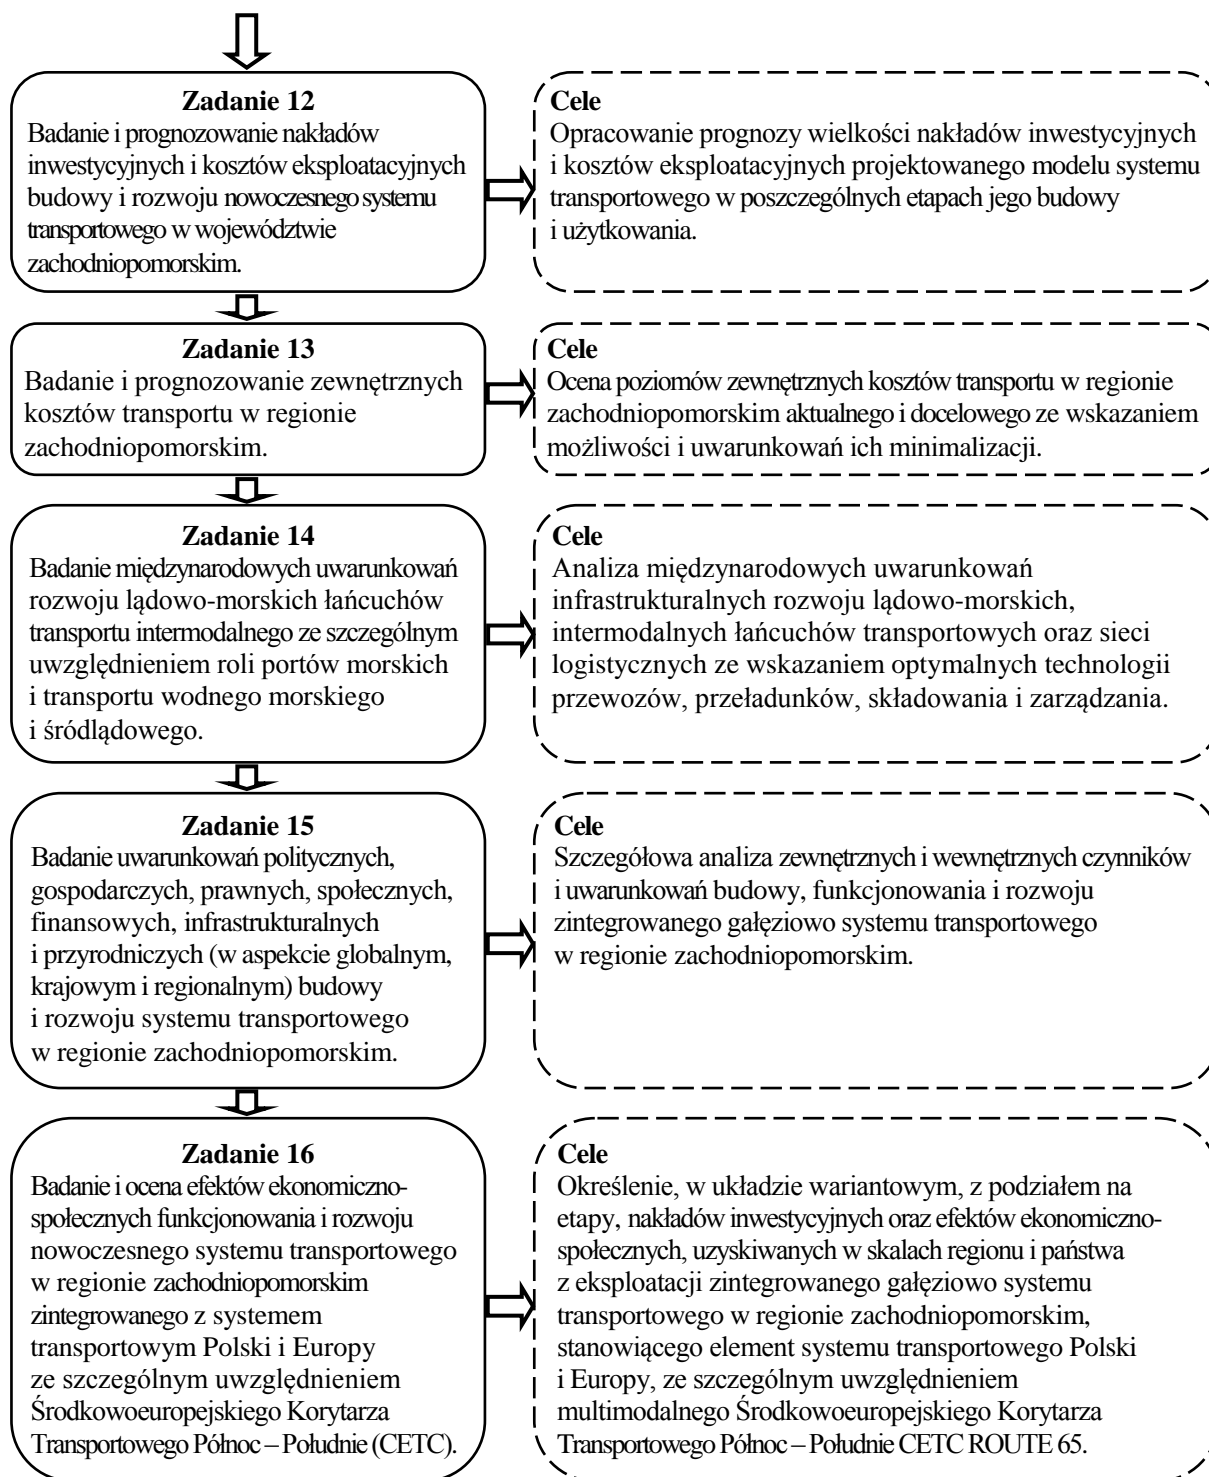 Zadanie 12
Badanie i prognozowanie nakładów
inwestycyjnych i kosztów eksploatacyjnych
budowy i rozwoju nowoczesnego systemu
transportowego w województwie
zachodniopomorskim.
Cele
Opracowanie prognozy wielkości nakładów inwestycyjnych
i kosztów eksploatacyjnych projektowanego modelu systemu
transportowego w poszczególnych etapach jego budowy
i użytkowania.
Zadanie 13
Badanie i prognozowanie zewnętrznych
kosztów transportu w regionie
zachodniopomorskim.
Cele
Ocena poziomów zewnętrznych kosztów transportu w regionie
zachodniopomorskim aktualnego i docelowego ze wskazaniem
możliwości i uwarunkowań ich minimalizacji.
Zadanie 14
Badanie międzynarodowych uwarunkowań
rozwoju lądowo-morskich łańcuchów
transportu intermodalnego ze szczególnym
uwzględnieniem roli portów morskich
i transportu wodnego morskiego
i śródlądowego.
Cele
Analiza międzynarodowych uwarunkowań
infrastrukturalnych rozwoju lądowo-morskich,
intermodalnych łańcuchów transportowych oraz sieci
logistycznych ze wskazaniem optymalnych technologii
przewozów, przeładunków, składowania i zarządzania.
Zadanie 15
Badanie uwarunkowań politycznych,
gospodarczych, prawnych, społecznych,
finansowych, infrastrukturalnych
i przyrodniczych (w aspekcie globalnym,
krajowym i regionalnym) budowy
i rozwoju systemu transportowego
w regionie zachodniopomorskim.
Cele
Szczegółowa analiza zewnętrznych i wewnętrznych czynników
i uwarunkowań budowy, funkcjonowania i rozwoju
zintegrowanego gałęziowo systemu transportowego
w regionie zachodniopomorskim.
Zadanie 16
Badanie i ocena efektów ekonomiczno-
społecznych funkcjonowania i rozwoju
nowoczesnego systemu transportowego
w regionie zachodniopomorskim
zintegrowanego z systemem
transportowym Polski i Europy
ze szczególnym uwzględnieniem
Środkowoeuropejskiego Korytarza
Transportowego Północ – Południe (CETC).
Cele
Określenie, w układzie wariantowym, z podziałem na
etapy, nakładów inwestycyjnych oraz efektów ekonomiczno-
społecznych, uzyskiwanych w skalach regionu i państwa
z eksploatacji zintegrowanego gałęziowo systemu
transportowego w regionie zachodniopomorskim,
stanowiącego element systemu transportowego Polski
i Europy, ze szczególnym uwzględnieniem
multimodalnego Środkowoeuropejskiego Korytarza
Transportowego Północ – Południe CETC ROUTE 65.